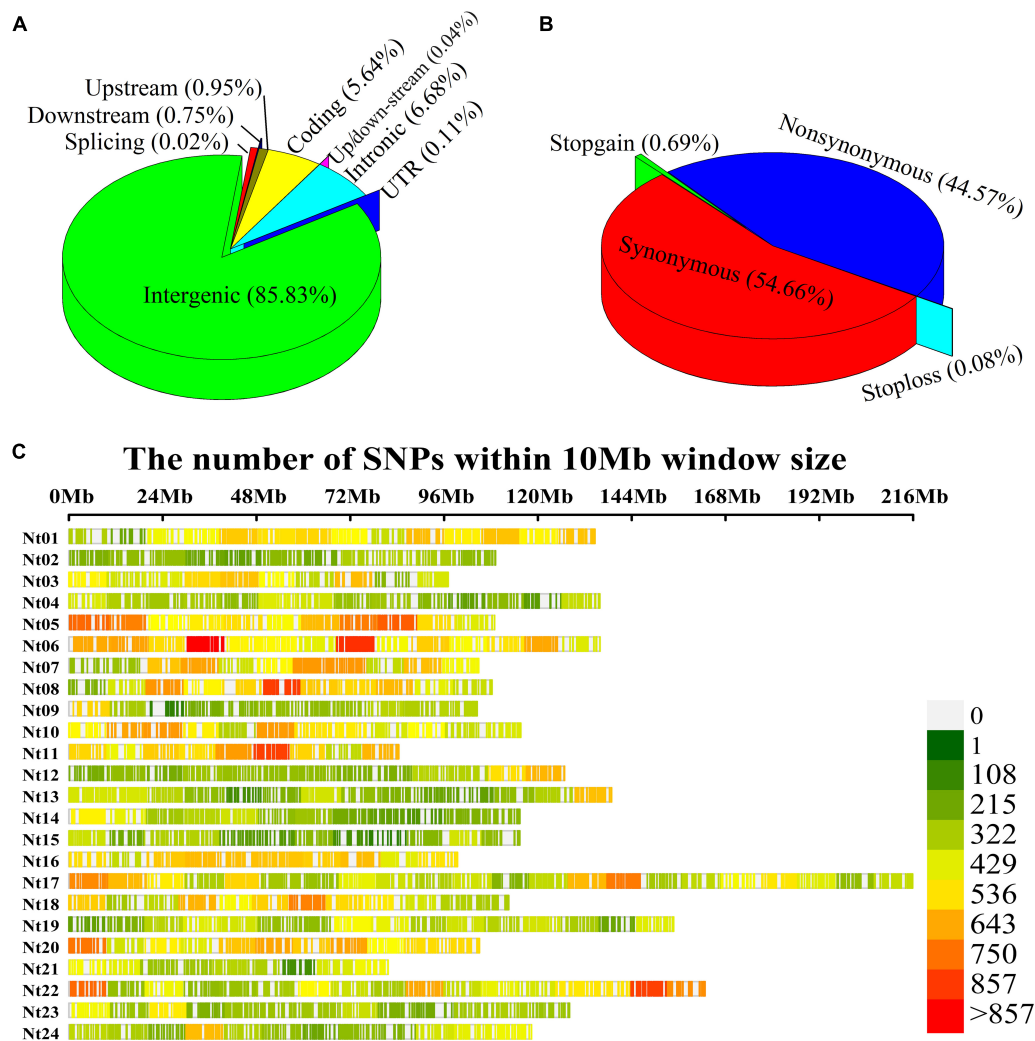 A
Upstream (0.95%)
Downstream (0.75%)
Splicing (0.02%)
Coding (5.64%)
Up/down-stream (0.04%)
Intronic (6.68%)
UTR (0.11%)
Intergenic (85.83%)
B
Stopgain (0.69%)
Nonsynonymous (44.57%)
Synonymous (54.66%)
Stoploss (0.08%)
C
The number of SNPs within 10Mb window size
0Mb 24Mb 48Mb 72Mb 96Mb 120Mb 144Mb 168Mb 192Mb 216Mb
Nt01
Nt02
Nt03
Nt04
Nt05
Nt06
Nt07
Nt08
Nt09
Nt10
Nt11
Nt12
Nt13
Nt14
Nt15
Nt16
Nt17
Nt18
Nt19
Nt20
Nt21
Nt22
Nt23
Nt24
0
1
108
215
322
429
536
643
750
857
>857